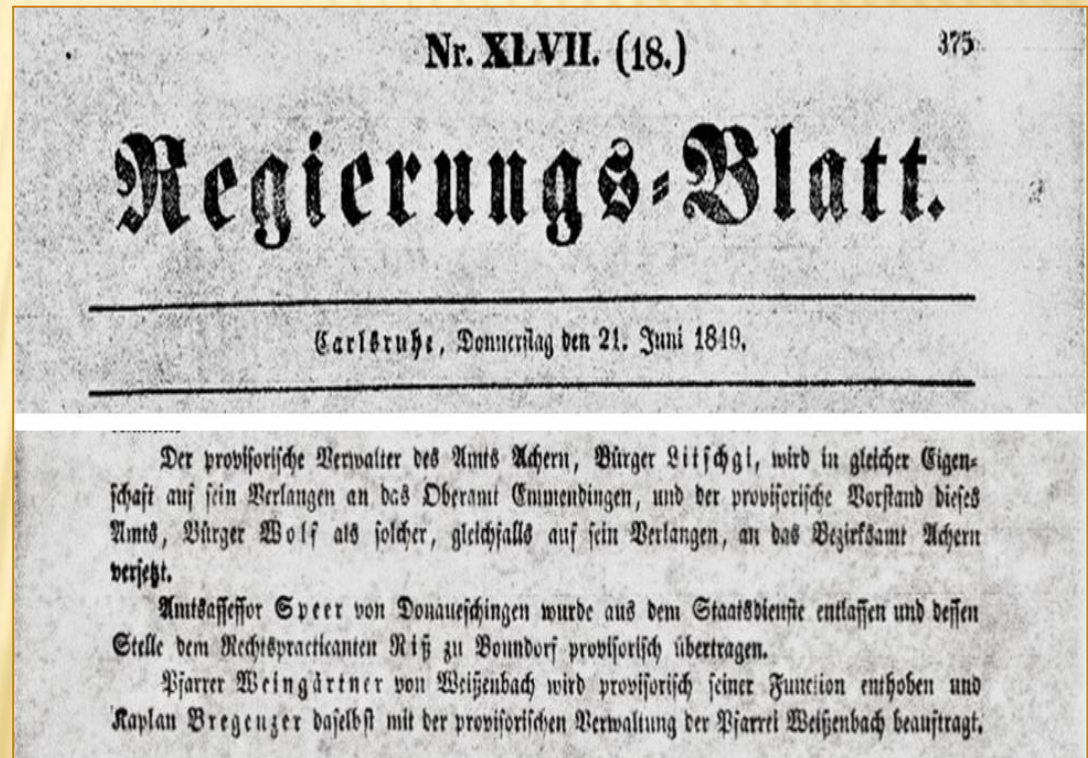 Nr. XLVII. (18.) 375
Regierungs-Blatt.
Carlsruhe, Donnerstag den 21. Juni 1849.
Der provisorische Verwalter des Amts Achern, Bürger Litschgi, wird in gleicher Eigen-
schaft auf sein Verlangen an das Oberamt Emmendingen, und der provisorische Vorstand dieses
Amts, Bürger Wolf als solcher, gleichfalls auf sein Verlangen, an das Bezirksamt Achern
versetzt.
Amtsassessor Speer von Donaueschingen wurde aus dem Staatsdienste entlassen und dessen
Stelle dem Rechtspracticanten Riß zu Bonndorf provisorisch übertragen.
Pfarrer Weingärtner von Weißenbach wird provisorisch seiner Function enthoben und
Kaplan Bregenzer daselbst mit der provisorischen Verwaltung der Pfarrei Weißenbach beauftragt.